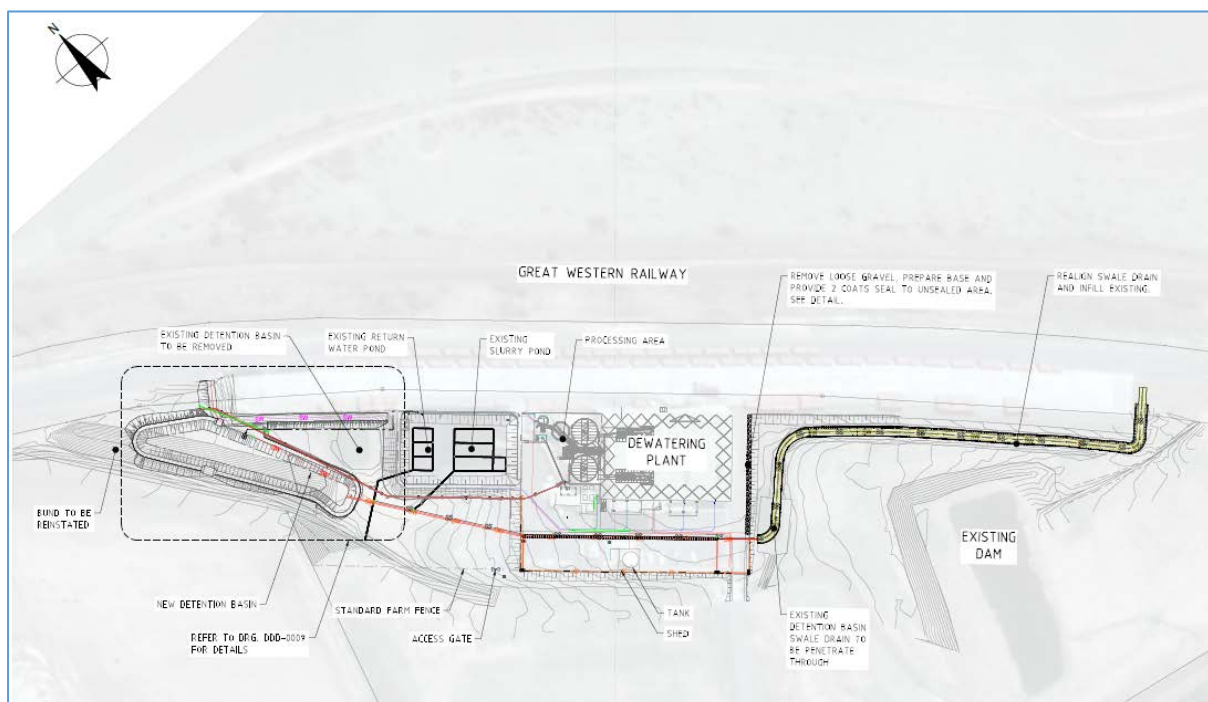 N
GREAT WESTERN RAILWAY
REMOVE LOOSE GRAVEL, PREPARE BASE AND
PROVIDE 2 COATS SEAL TO UNSEALED AREA.
SEE DETAIL.
REALIGN SWALE DRAIN
AND INFILL EXISTING.
EXISTING DETENTION BASIN
TO BE REMOVED
EXISTING RETURN
WATER POND
EXISTING
SLURRY POND
PROCESSING AREA
DEWATERING
PLANT
BUND TO BE
REINSTATED
EXISTING
DAM
NEW DETENTION BASIN
STANDARD FARM FENCE
TANK
REFER TO DRG. DDD-0009
FOR DETAILS
ACCESS GATE
SHED
EXISTING
DETENTION BASIN
SWALE DRAIN TO
BE PENETRATE
THROUGH